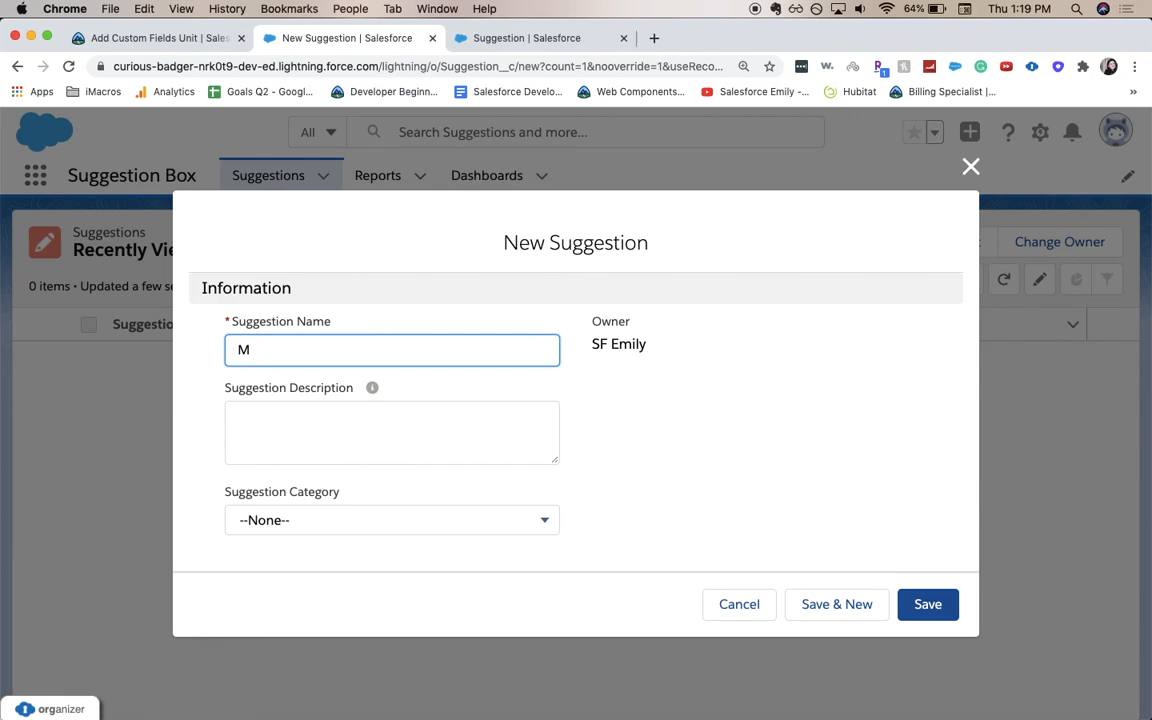 Chrome File Edit View History Bookmarks People Tab Window Help 64% Thu 1:19 PM
Add Custom Fields Unit | Sales New Suggestion | Salesforce Suggestion | Salesforce
curious-badger-nrk0t9-dev-ed.lightning.force.com/lightning/o/Suggestion__c/new?count=1&nooverride=1&useReco... w. 1
Apps iMacros Analytics Goals Q2 - Googl... Developer Beginn... Salesforce Develo... Web Components... Salesforce Emily -... Hubitat Billing Specialist |... »
All Search Suggestions and more...
Suggestion Box Suggestions Reports Dashboards
Suggestions
Recently Vie
Change Owner
0 items • Updated a few se
Suggestio
New Suggestion
Information
*Suggestion Name
M
Owner
SF Emily
Suggestion Description
Suggestion Category
--None--
Cancel Save & New Save
organizer